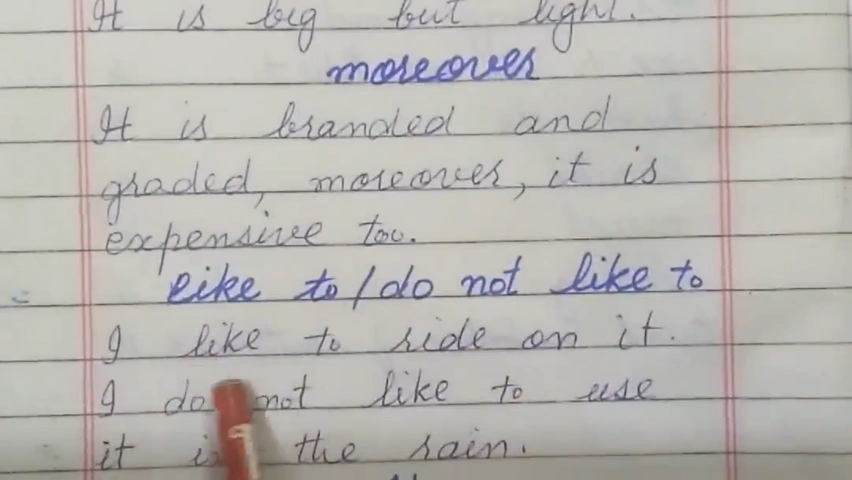 It is big but light.
moreover
It is branded and
graded, moreover, it is
expensive too.
like to/do not like to
I like to ride on it.
I do not like to use
it in the rain.